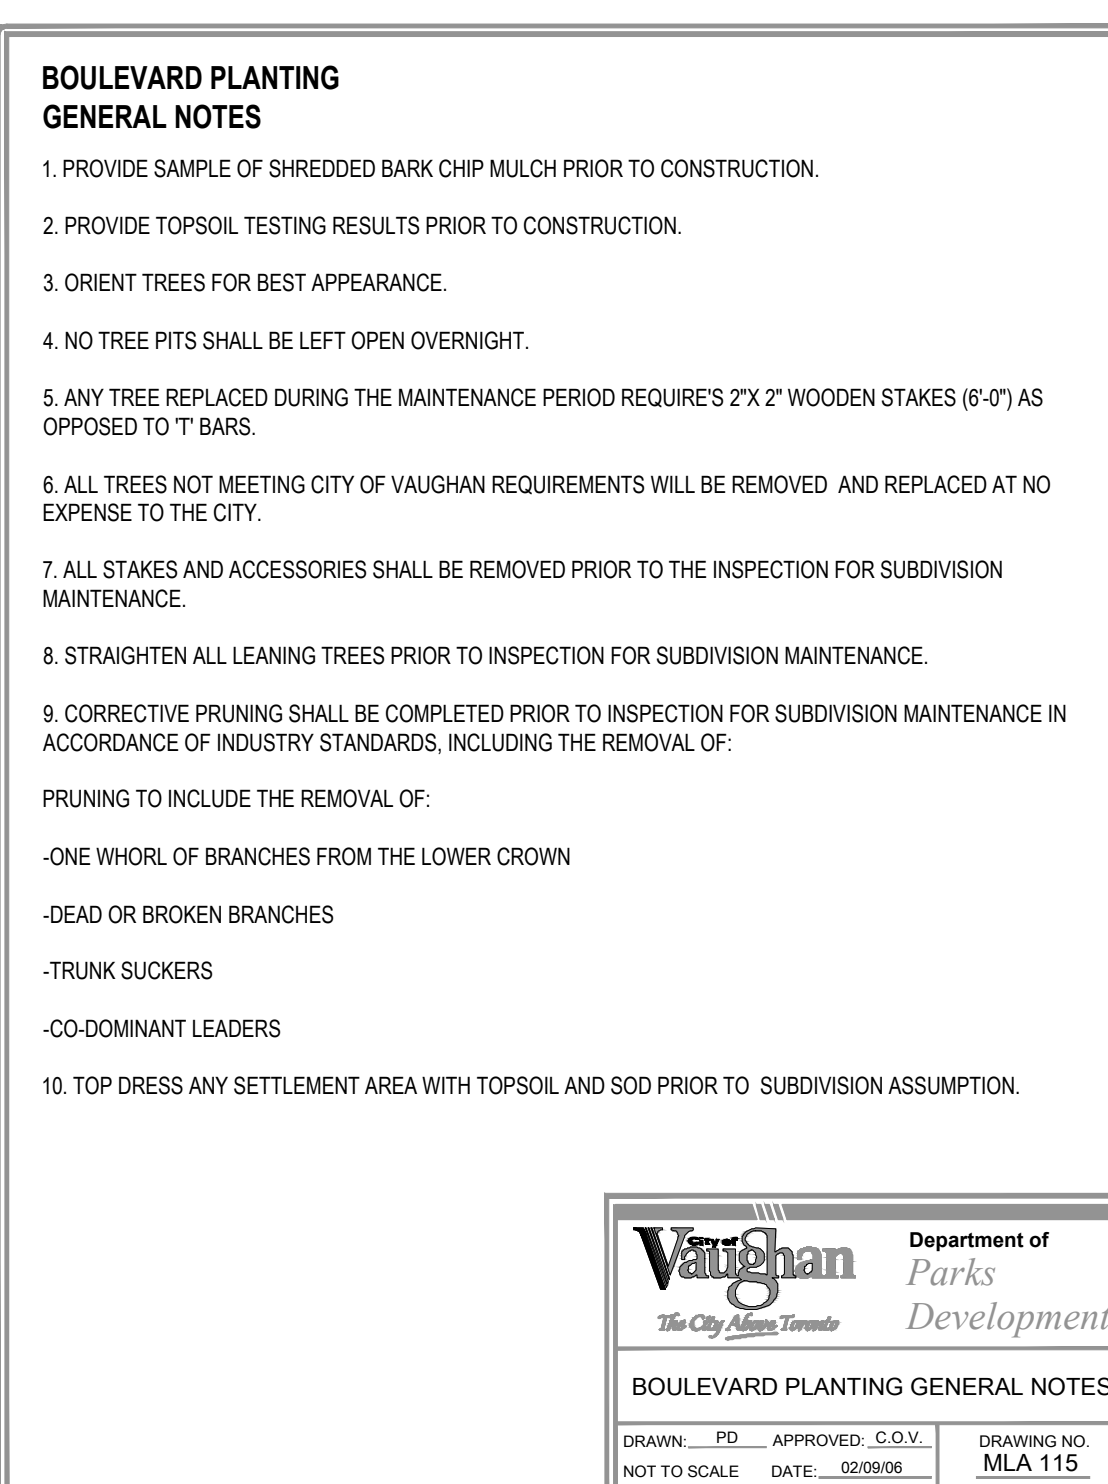 BOULEVARD PLANTING
GENERAL NOTES
1. PROVIDE SAMPLE OF SHREDDED BARK CHIP MULCH PRIOR TO CONSTRUCTION.
2. PROVIDE TOPSOIL TESTING RESULTS PRIOR TO CONSTRUCTION.
3. ORIENT TREES FOR BEST APPEARANCE.
4. NO TREE PITS SHALL BE LEFT OPEN OVERNIGHT.
5. ANY TREE REPLACED DURING THE MAINTENANCE PERIOD REQUIRE'S 2"X 2" WOODEN STAKES (6'-0") AS
OPPOSED TO 'T' BARS.
6. ALL TREES NOT MEETING CITY OF VAUGHAN REQUIREMENTS WILL BE REMOVED AND REPLACED AT NO
EXPENSE TO THE CITY.
7. ALL STAKES AND ACCESSORIES SHALL BE REMOVED PRIOR TO THE INSPECTION FOR SUBDIVISION
MAINTENANCE.
8. STRAIGHTEN ALL LEANING TREES PRIOR TO INSPECTION FOR SUBDIVISION MAINTENANCE.
9. CORRECTIVE PRUNING SHALL BE COMPLETED PRIOR TO INSPECTION FOR SUBDIVISION MAINTENANCE IN
ACCORDANCE OF INDUSTRY STANDARDS, INCLUDING THE REMOVAL OF:
PRUNING TO INCLUDE THE REMOVAL OF:
-ONE WHORL OF BRANCHES FROM THE LOWER CROWN
-DEAD OR BROKEN BRANCHES
-TRUNK SUCKERS
-CO-DOMINANT LEADERS
10. TOP DRESS ANY SETTLEMENT AREA WITH TOPSOIL AND SOD PRIOR TO SUBDIVISION ASSUMPTION.
City of
Vaughan
The City Above Toronto
Department of
Parks
Development
BOULEVARD PLANTING GENERAL NOTES
DRAWN: PD APPROVED: C.O.V.
NOT TO SCALE DATE: 02/09/06
DRAWING NO.
MLA 115